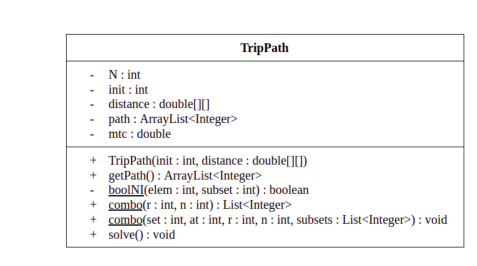 TripPath
- N : int
- init : int
- distance : double[][]
- path : ArrayList<Integer>
- mtc : double
+ TripPath(init : int, distance : double[][])
+ getPath() : ArrayList<Integer>
- boolNI(elem : int, subset : int) : boolean
+ combo(r : int, n : int) : List<Integer>
+ combo(set : int, at : int, r : int, n : int, subsets : List<Integer>) : void
+ solve() : void